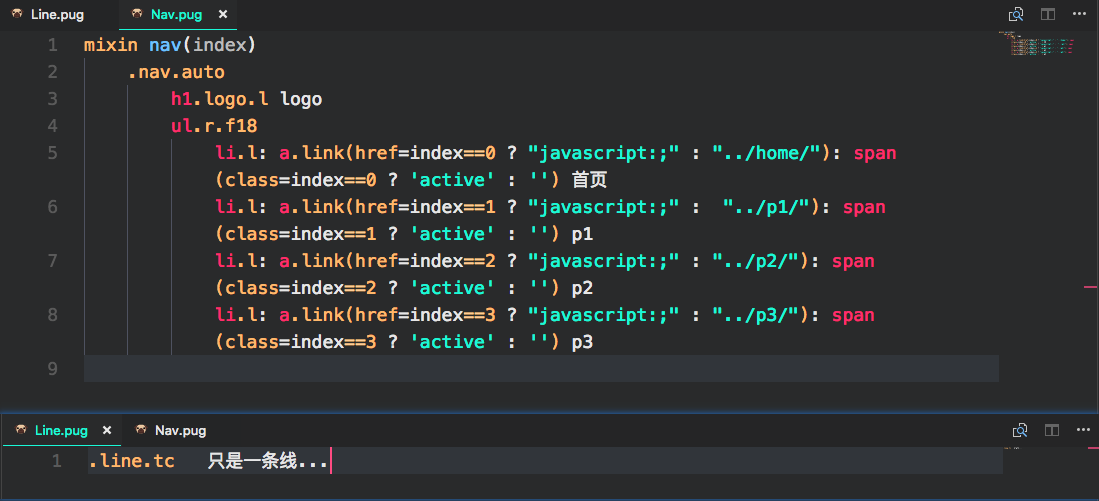 Line.pug Nav.pug ×
1 mixin nav(index)
2 .nav.auto
3 h1.logo.l logo
4 ul.r.f18
5 li.l: a.link(href=index==0 ? "javascript:;" : "../home/"): span
(class=index==0 ? 'active' : '') 首页
6 li.l: a.link(href=index==1 ? "javascript:;" :  "../p1/"): span
(class=index==1 ? 'active' : '') p1
7 li.l: a.link(href=index==2 ? "javascript:;" : "../p2/"): span
(class=index==2 ? 'active' : '') p2
8 li.l: a.link(href=index==3 ? "javascript:;" : "../p3/"): span
(class=index==3 ? 'active' : '') p3
9
Line.pug × Nav.pug
1 .line.tc   只是一条线...